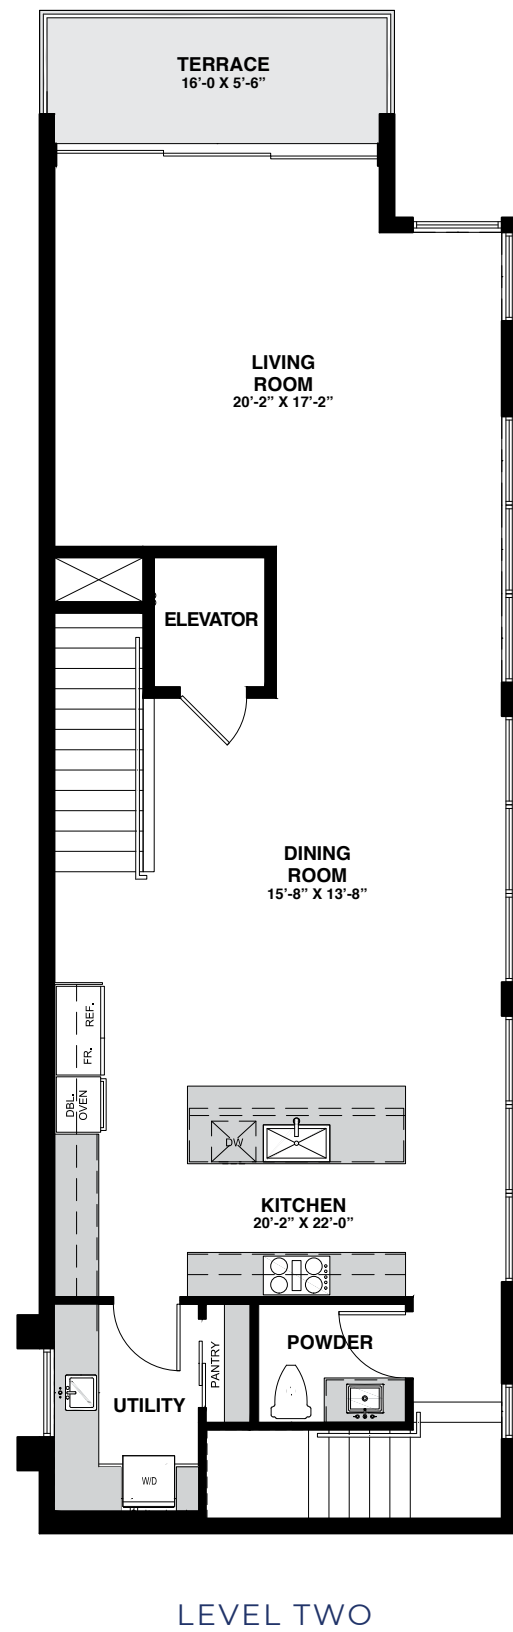 TERRACE
16'-0 X 5'-6”
LIVING
ROOM
20'-2” X 17'-2”
ELEVATOR
DINING
ROOM
15'-8” X 13'-8”
REF.
FR.
DBL.
OVEN
DW
KITCHEN
20'-2” X 22'-0”
POWDER
PANTRY
UTILITY
W/D
LEVEL TWO